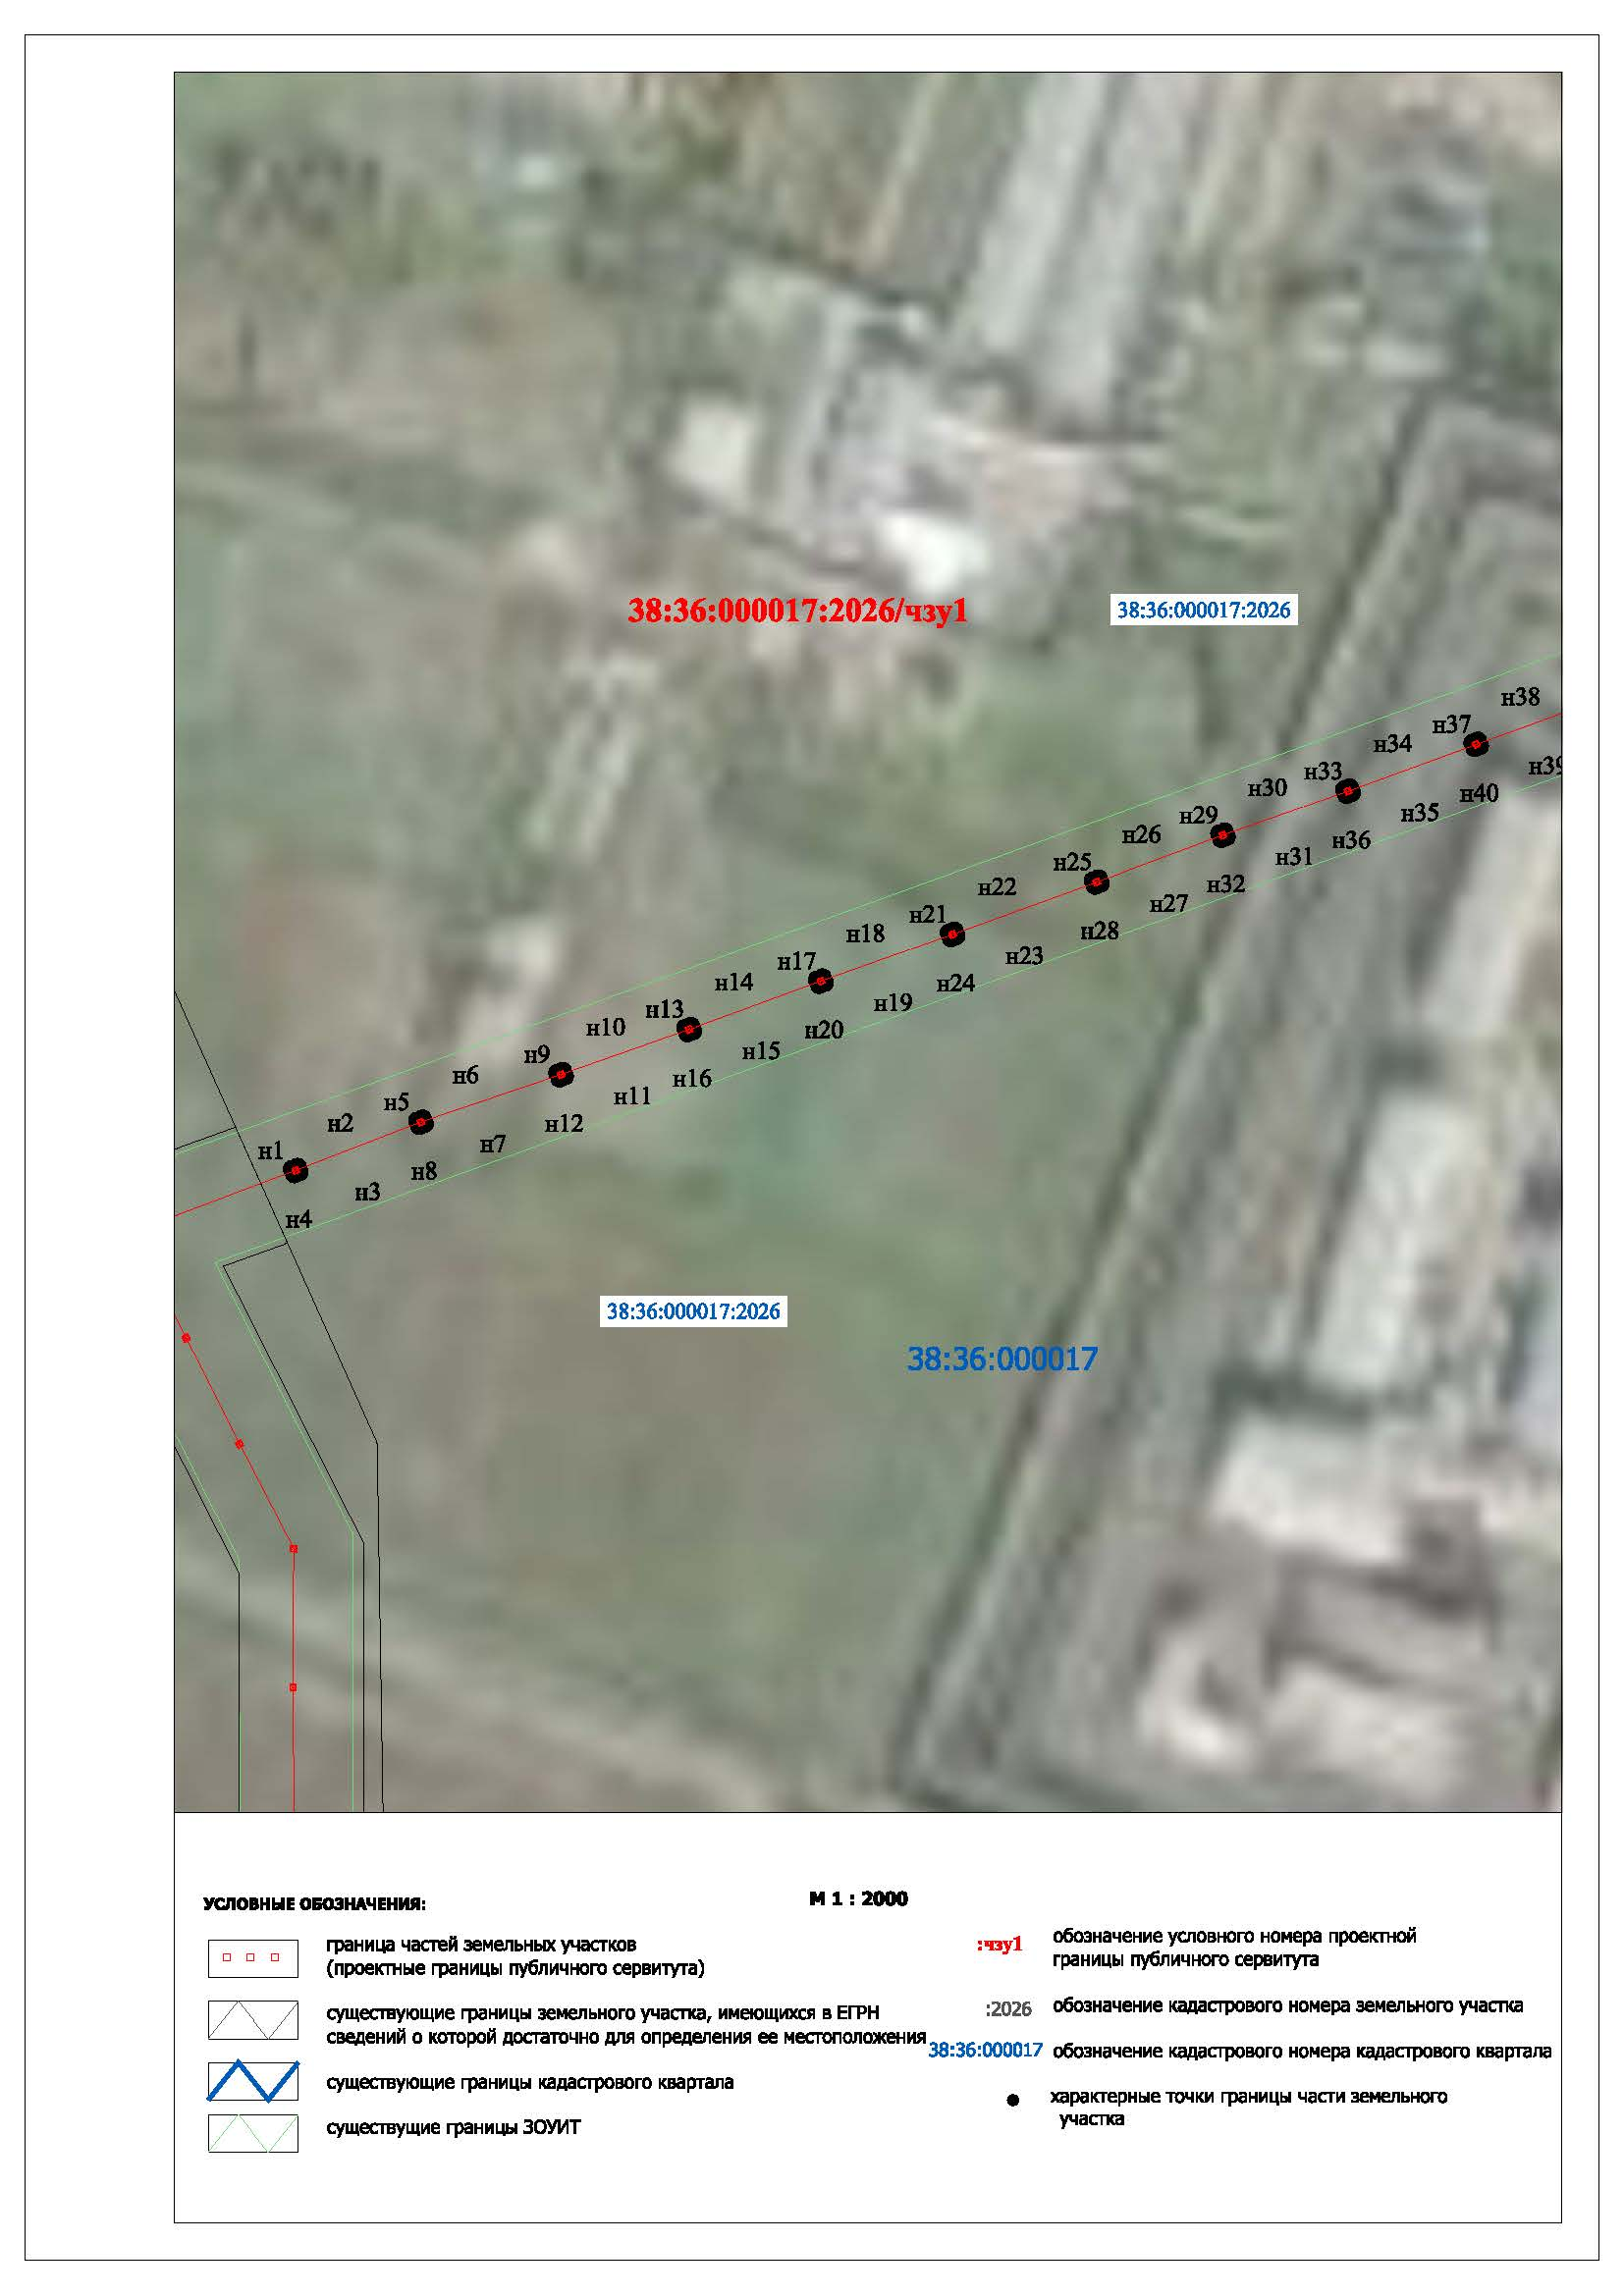 38:36:000017:2026/чзу1
38:36:000017:2026
н38
н37
н34
н39
н33
н40
н30
н35
н29
н36
н26
н31
н25
н32
н22
н27
н21
н28
н18
н23
н17
н24
н14
н19
н13
н20
н10
н15
н9
н16
н6
н11
н5
н12
н2
н7
н1
н8
н3
н4
38:36:000017:2026
38:36:000017
УСЛОВНЫЕ ОБОЗНАЧЕНИЯ:
М 1 : 2000
граница частей земельных участков
(проектные границы публичного сервитута)
существующие границы земельного участка, имеющихся в ЕГРН
сведений о которой достаточно для определения ее местоположения
существующие границы кадастрового квартала
существущие границы ЗОУИТ
:чзу1 обозначение условного номера проектной
границы публичного сервитута
:2026 обозначение кадастрового номера земельного участка
38:36:000017 обозначение кадастрового номера кадастрового квартала
характерные точки границы части земельного
участка